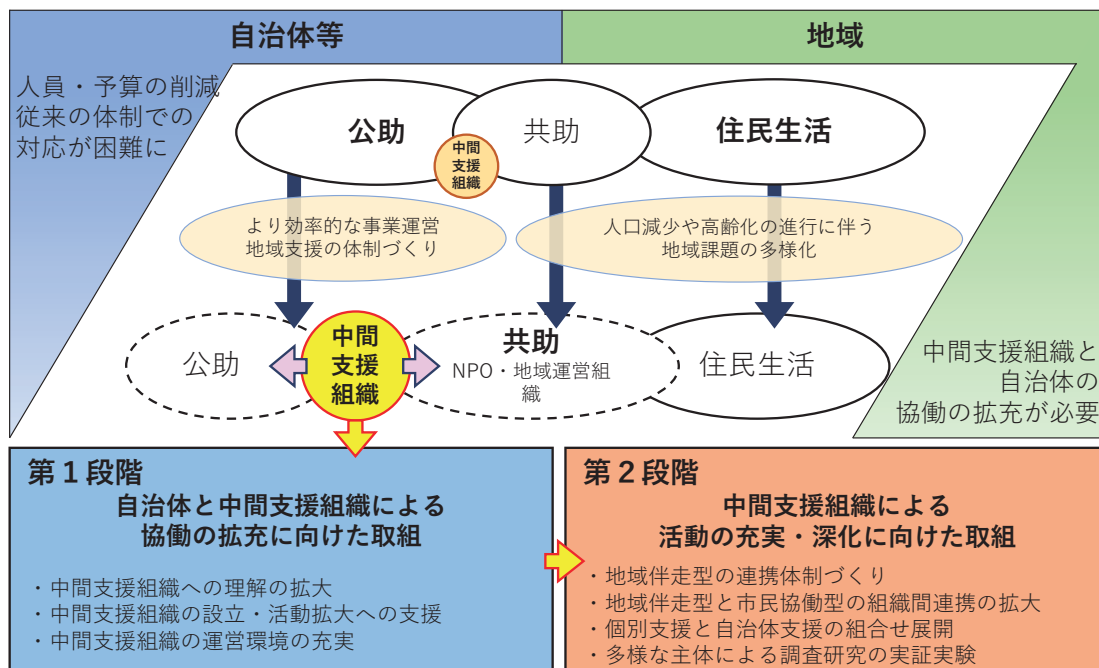 自治体等
地域
人員・予算の削減
従来の体制での
対応が困難に
公助
共助
住民生活
中間
支援
組織
より効率的な事業運営
地域支援の体制づくり
人口減少や高齢化の進行に伴う
地域課題の多様化
公助
中間
支援
組織
共助
NPO・地域運営組
織
住民生活
中間支援組織と
自治体の
協働の拡充が必要
第1段階
自治体と中間支援組織による
協働の拡充に向けた取組
・中間支援組織への理解の拡大
・中間支援組織の設立・活動拡大への支援
・中間支援組織の運営環境の充実
第2段階
中間支援組織による
活動の充実・深化に向けた取組
・地域伴走型の連携体制づくり
・地域伴走型と市民協働型の組織間連携の拡大
・個別支援と自治体支援の組合せ展開
・多様な主体による調査研究の実証実験